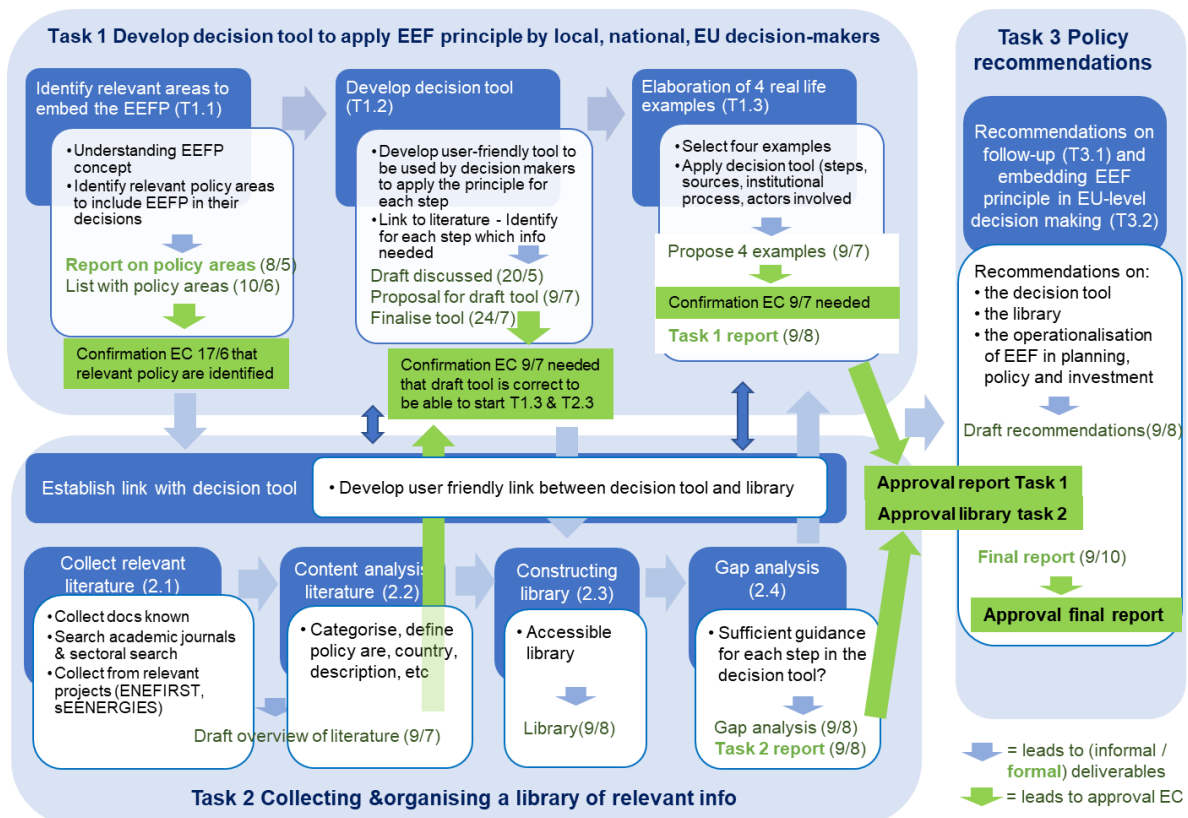 Task 1 Develop decision tool to apply EEF principle by local, national, EU decision-makers
Identify relevant areas to
embed the EEFP (T1.1)
• Understanding EEFP
concept
• Identify relevant policy areas
to include EEFP in their
decisions
Report on policy areas (8/5)
List with policy areas (10/6)
Confirmation EC 17/6 that
relevant policy are identified
Develop decision tool
(T1.2)
• Develop user-friendly tool to
be used by decision makers
to apply the principle for
each step
• Link to literature - Identify
for each step which info
needed
Draft discussed (20/5)
Proposal for draft tool (9/7)
Finalise tool (24/7)
Confirmation EC 9/7 needed
that draft tool is correct to
be able to start T1.3 & T2.3
Elaboration of 4 real life
examples (T1.3)
• Select four examples
• Apply decision tool (steps,
sources, institutional
process, actors involved
Propose 4 examples (9/7)
Confirmation EC 9/7 needed
Task 1 report (9/8)
Establish link with decision tool
• Develop user friendly link between decision tool and library
Collect relevant
literature (2.1)
• Collect docs known
• Search academic journals
& sectoral search
• Collect from relevant
projects (ENEFIRST,
sEENERGIES)
Draft overview of literature (9/7)
Content analysis
literature (2.2)
• Categorise, define
policy are, country,
description, etc
Constructing
library (2.3)
• Accessible
library
Library(9/8)
Gap analysis
(2.4)
• Sufficient guidance
for each step in the
decision tool?
Gap analysis (9/8)
Task 2 report (9/8)
Task 2 Collecting &organising a library of relevant info
Task 3 Policy
recommendations
Recommendations on
follow-up (T3.1) and
embedding EEF
principle in EU-level
decision making (T3.2)
Recommendations on:
• the decision tool
• the library
• the operationalisation
of EEF in planning,
policy and investment
Draft recommendations(9/8)
Approval report Task 1
Approval library task 2
Final report (9/10)
Approval final report
= leads to (informal /
formal) deliverables
= leads to approval EC